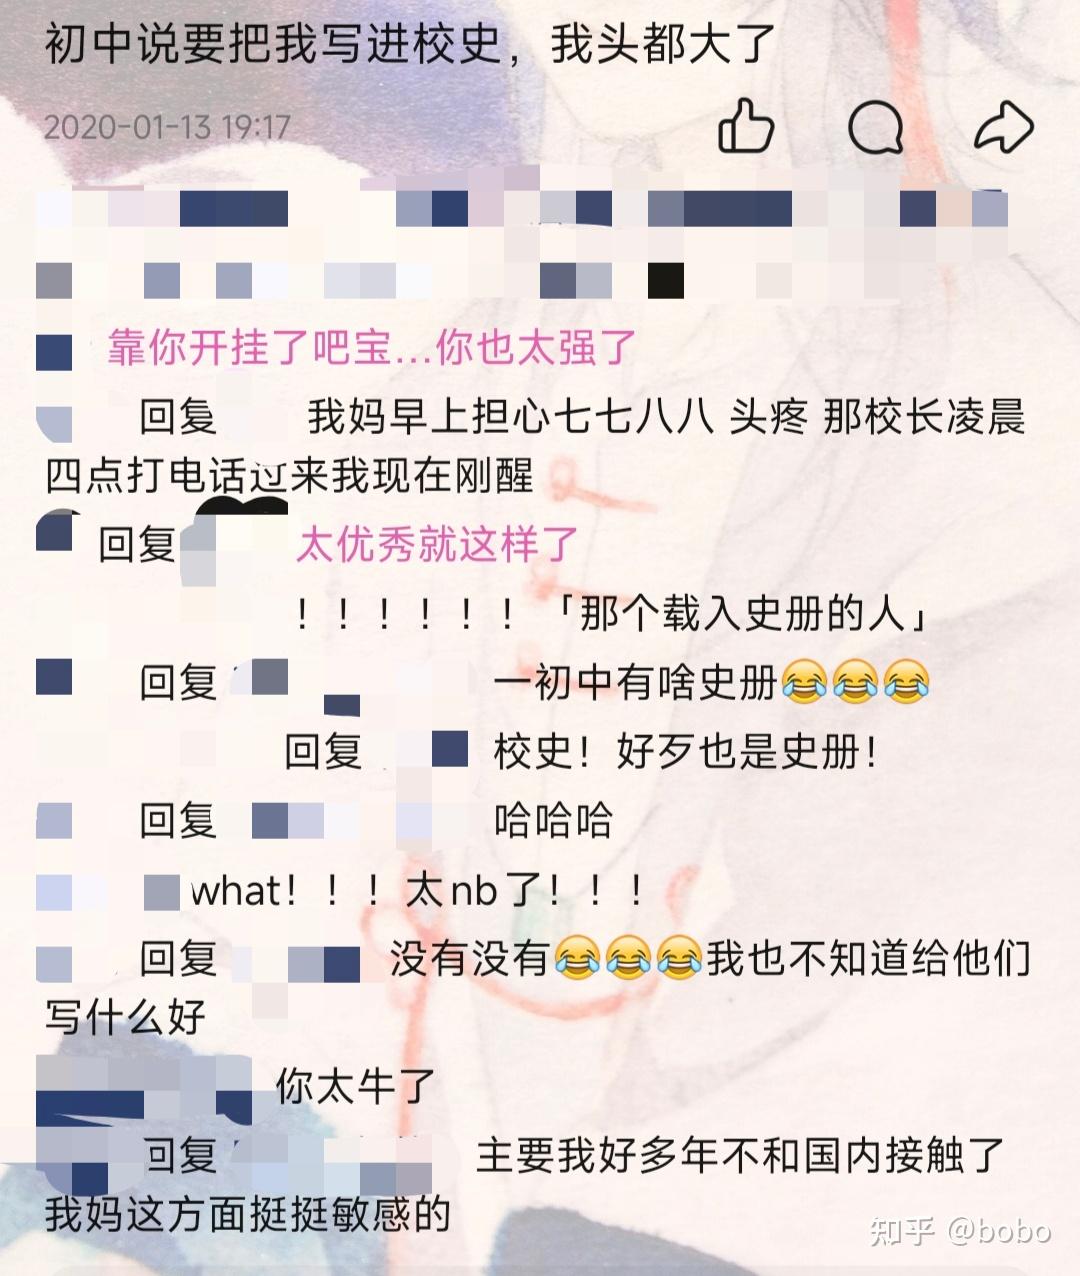 初中说要把我写进校史，我头都大了
2020-01-13 19:17
靠你开挂了吧宝...你也太强了
回复 我妈早上担心七七八八 头疼 那校长凌晨
四点打电话过来我现在刚醒
回复 太优秀就这样了
！！！！！！「那个载入史册的人」
回复 一初中有啥史册😂😂😂
回复 校史！好歹也是史册！
回复 哈哈哈
what！！！太nb了！！！
回复 没有没有😂😂😂我也不知道给他们
写什么好
你太牛了
回复 主要我好多年不和国内接触了
我妈这方面挺挺敏感的
知乎 @bobo